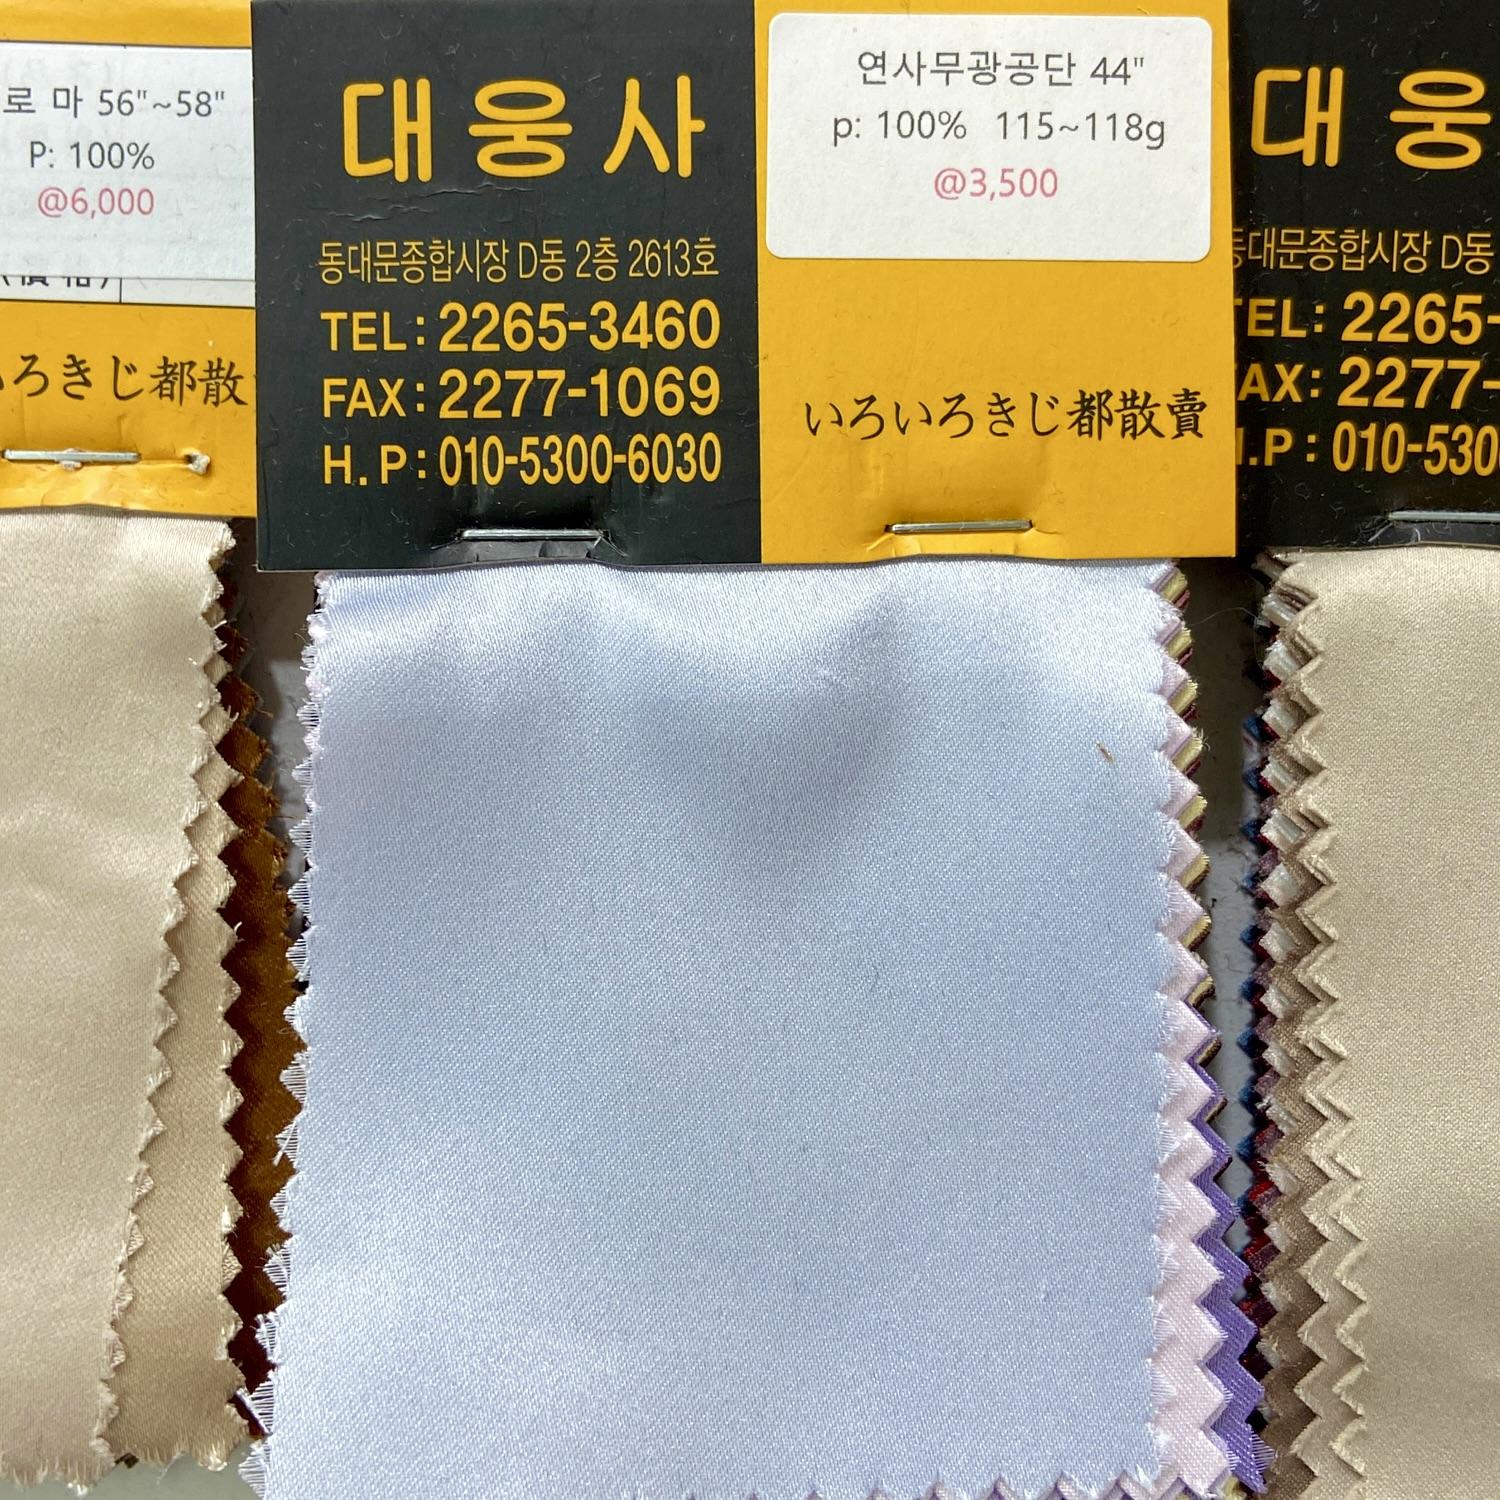 로 마 56"~58"
P: 100%
@6,000
ろきじ都散
대웅사
동대문종합시장 D동 2층 2613호
TEL: 2265-3460
FAX: 2277-1069
H.P: 010-5300-6030
연사무광공단 44"
p: 100% 115~118g
@3,500
いろいろきじ都散賣
대웅
동대문종합시장 D동
TEL: 2265-
AX: 2277-
.P: 010-530